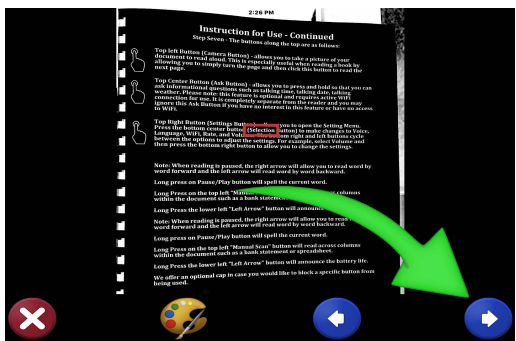 2:26 PM
Instruction for Use - Continued
Step Seven - The buttons along the top are as follows:
Top left Button (Camera Button) - allows you to take a picture of your
document to read aloud. This is especially useful when reading a book by
allowing you to simply turn the page and then click this button to read the
next page.
Top Center Button (Ask Button) - allows you to press and hold so that you can
ask informational questions such as talking time, talking date, talking
weather. Please note: this feature is optional and requires active WiFi
connection for use. It is completely separate from the reader and you may
ignore this Ask Button if you have no interest in this feature or have no access
to WiFi.
Top Right Button (Settings Button) - allows you to open the Setting Menu.
Press the bottom center button (Selection button) to make changes to Voice,
Language, WiFi, Rate, and Volume. The bottom right and left buttons cycle
between the options to adjust the settings. For example, select Volume and
then press the bottom right button to allow you to change the settings.
Note: When reading is paused, the right arrow will allow you to read word by
word forward and the left arrow will read word by word backward.
Long press on Pause/Play button will spell the current word.
Long Press on the top left "Manual columns
within the document such as a bank statement
Long Press the lower left "Left Arrow" button will announce
Note: When reading is paused, the right arrow will allow you to read
word forward and the left arrow will read word by word backward.
Long press on Pause/Play button will spell the current word.
Long Press on the top left "Manual Scan" button will read across columns
within the document such as a bank statement or spreadsheet.
Long Press the lower left "Left Arrow" button will announce the battery life.
We offer an optional cap in case you would like to block a specific button from
being used.